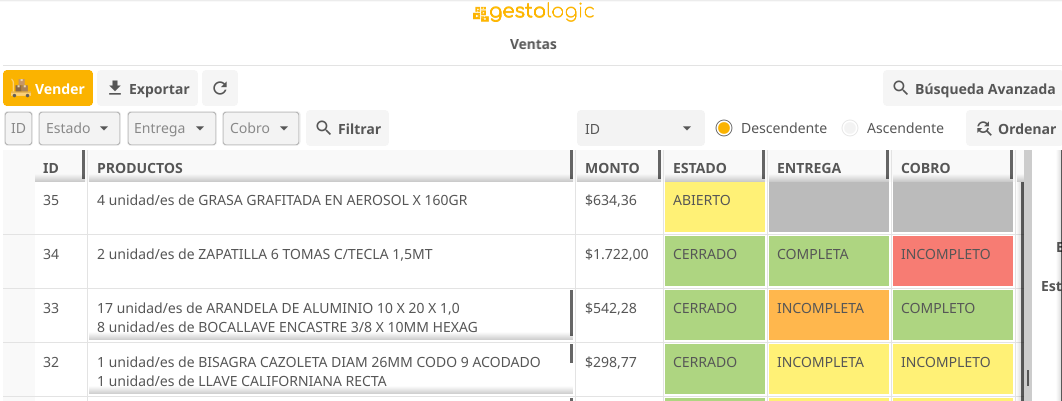 gestologic
Ventas
Vender Exportar Búsqueda Avanzada
ID Estado Entrega Cobro Filtrar ID Descendente Ascendente Ordenar
ID PRODUCTOS MONTO ESTADO ENTREGA COBRO
35 4 unidad/es de GRASA GRAFITADA EN AEROSOL X 160GR $634,36 ABIERTO
34 2 unidad/es de ZAPATILLA 6 TOMAS C/TECLA 1,5MT $1.722,00 CERRADO COMPLETA INCOMPLETO
33 17 unidad/es de ARANDELA DE ALUMINIO 10 X 20 X 1,0 $542,28 CERRADO INCOMPLETA COMPLETO
8 unidad/es de BOCALLAVE ENCASTRE 3/8 X 10MM HEXAG
32 1 unidad/es de BISAGRA CAZOLETA DIAM 26MM CODO 9 ACODADO $298,77 CERRADO INCOMPLETA INCOMPLETO
1 unidad/es de LLAVE CALIFORNIANA RECTA